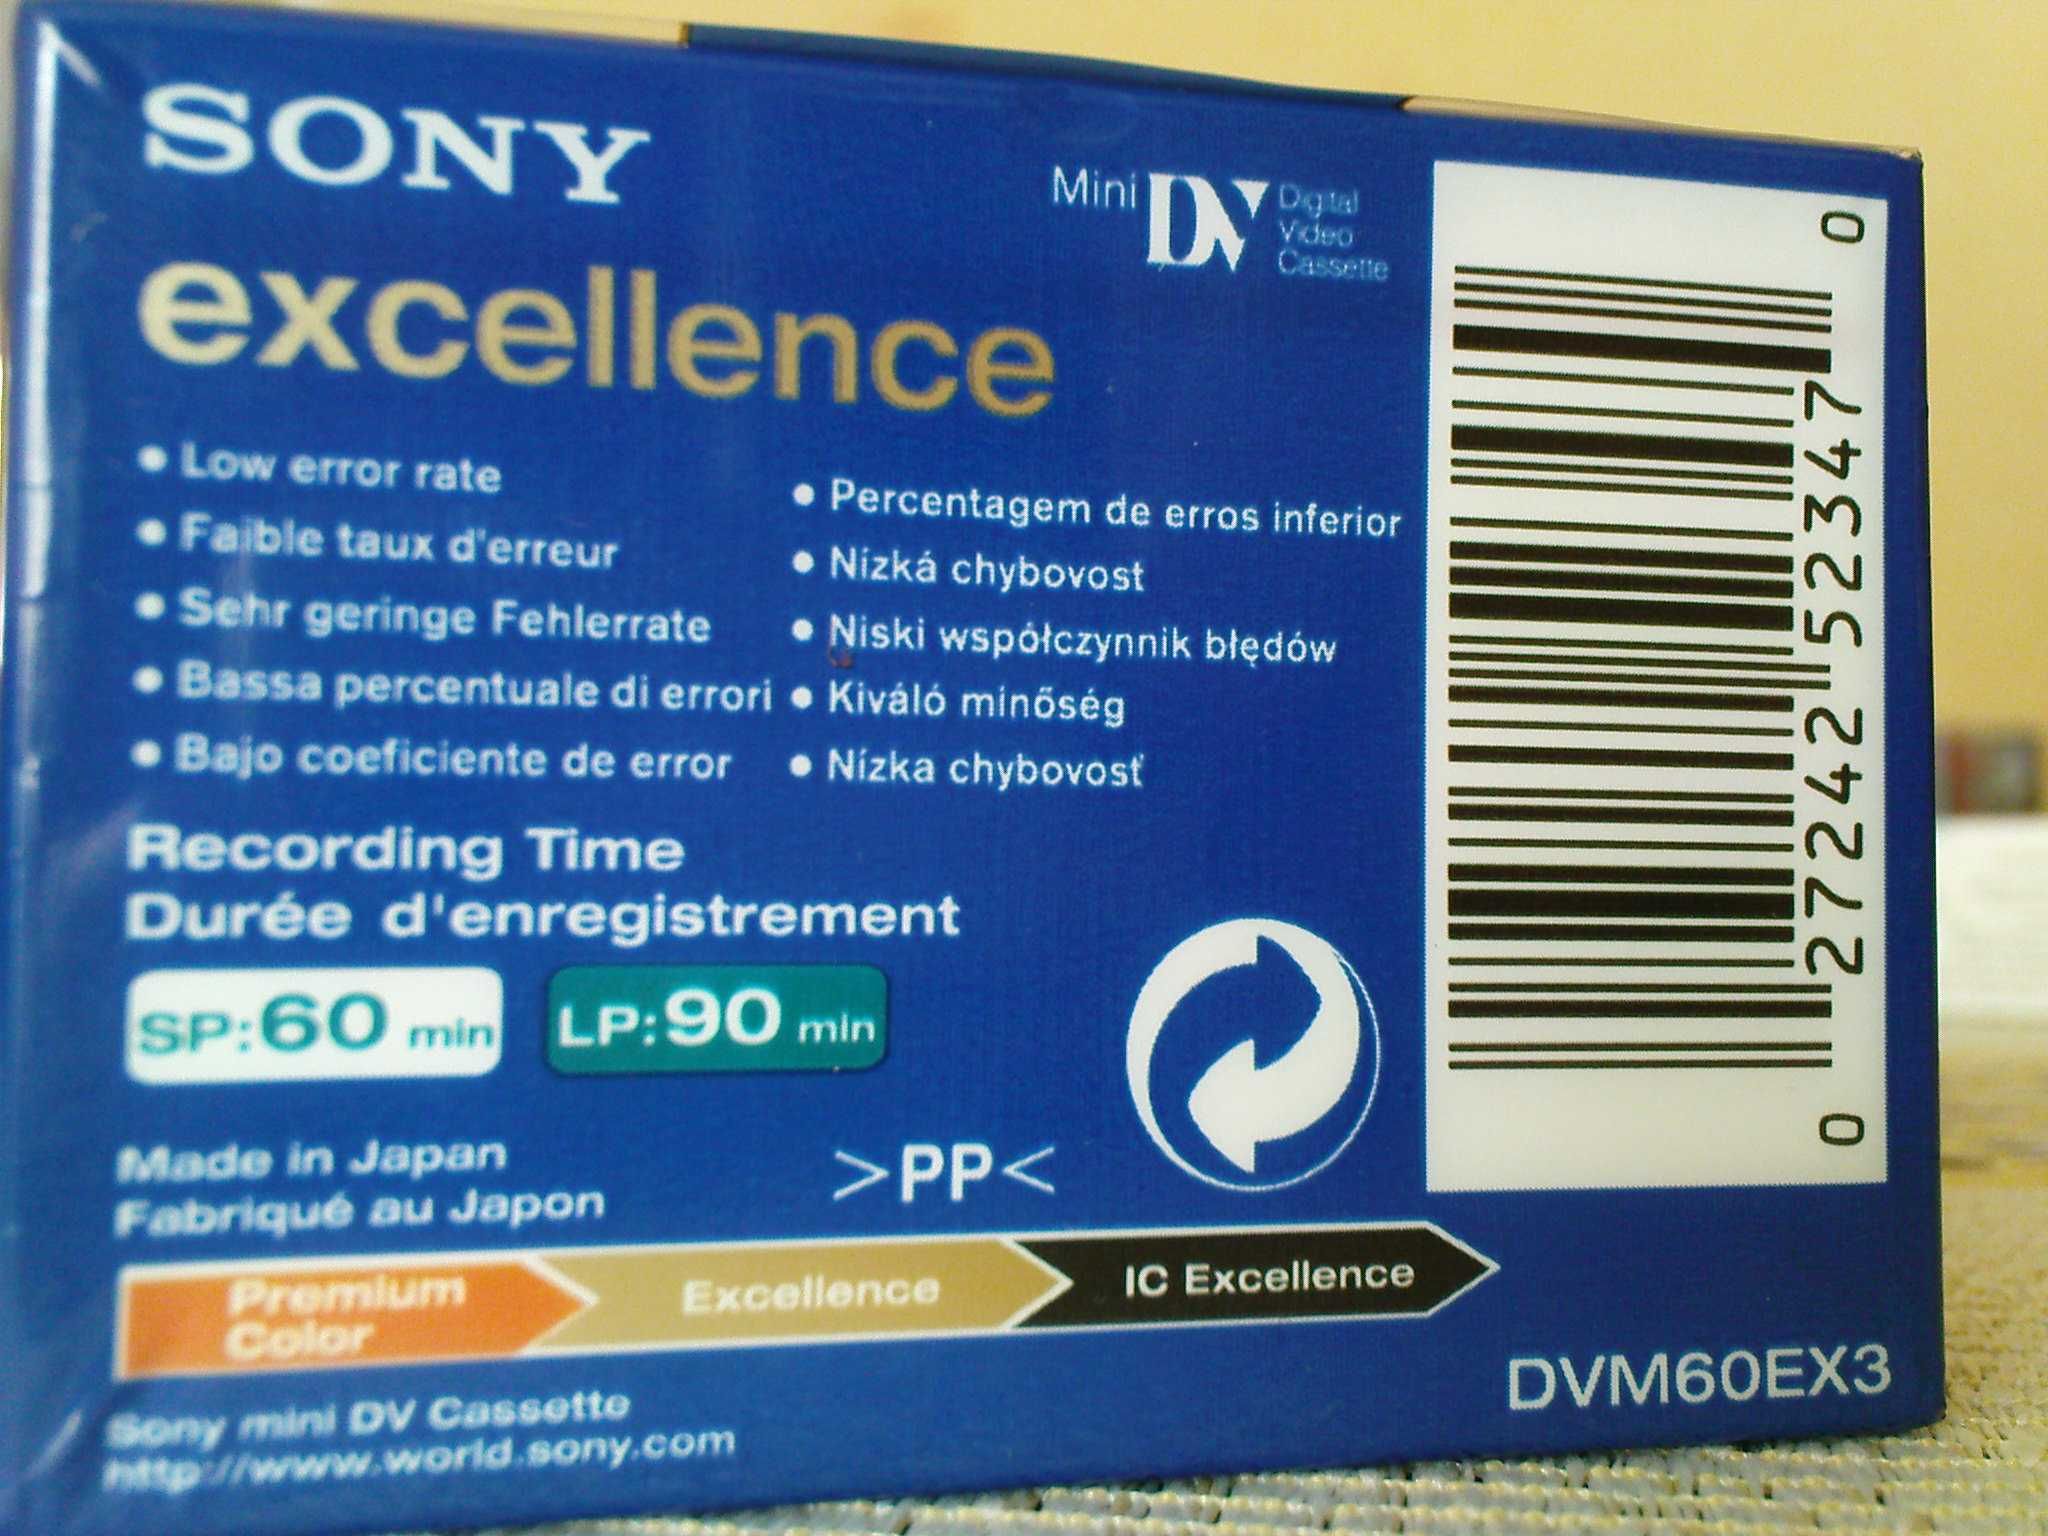 SONY
Mini DV Digital
Video
Cassette
excellence
• Low error rate
• Faible taux d'erreur
• Sehr geringe Fehlerrate
• Bassa percentuale di errori
• Bajo coeficiente de error
• Percentagem de erros inferior
• Nízká chybovost
• Niski współczynnik błędów
• Kiváló minőség
• Nízka chybovosť
Recording Time
Durée d'enregistrement
SP:60 min
LP:90 min
Made in Japan
Fabriqué au Japon
>PP<
Premium
Color
Excellence
IC Excellence
Sony mini DV Cassette
http://www.world.sony.com
DVM60EX3
0 27242 52347 0